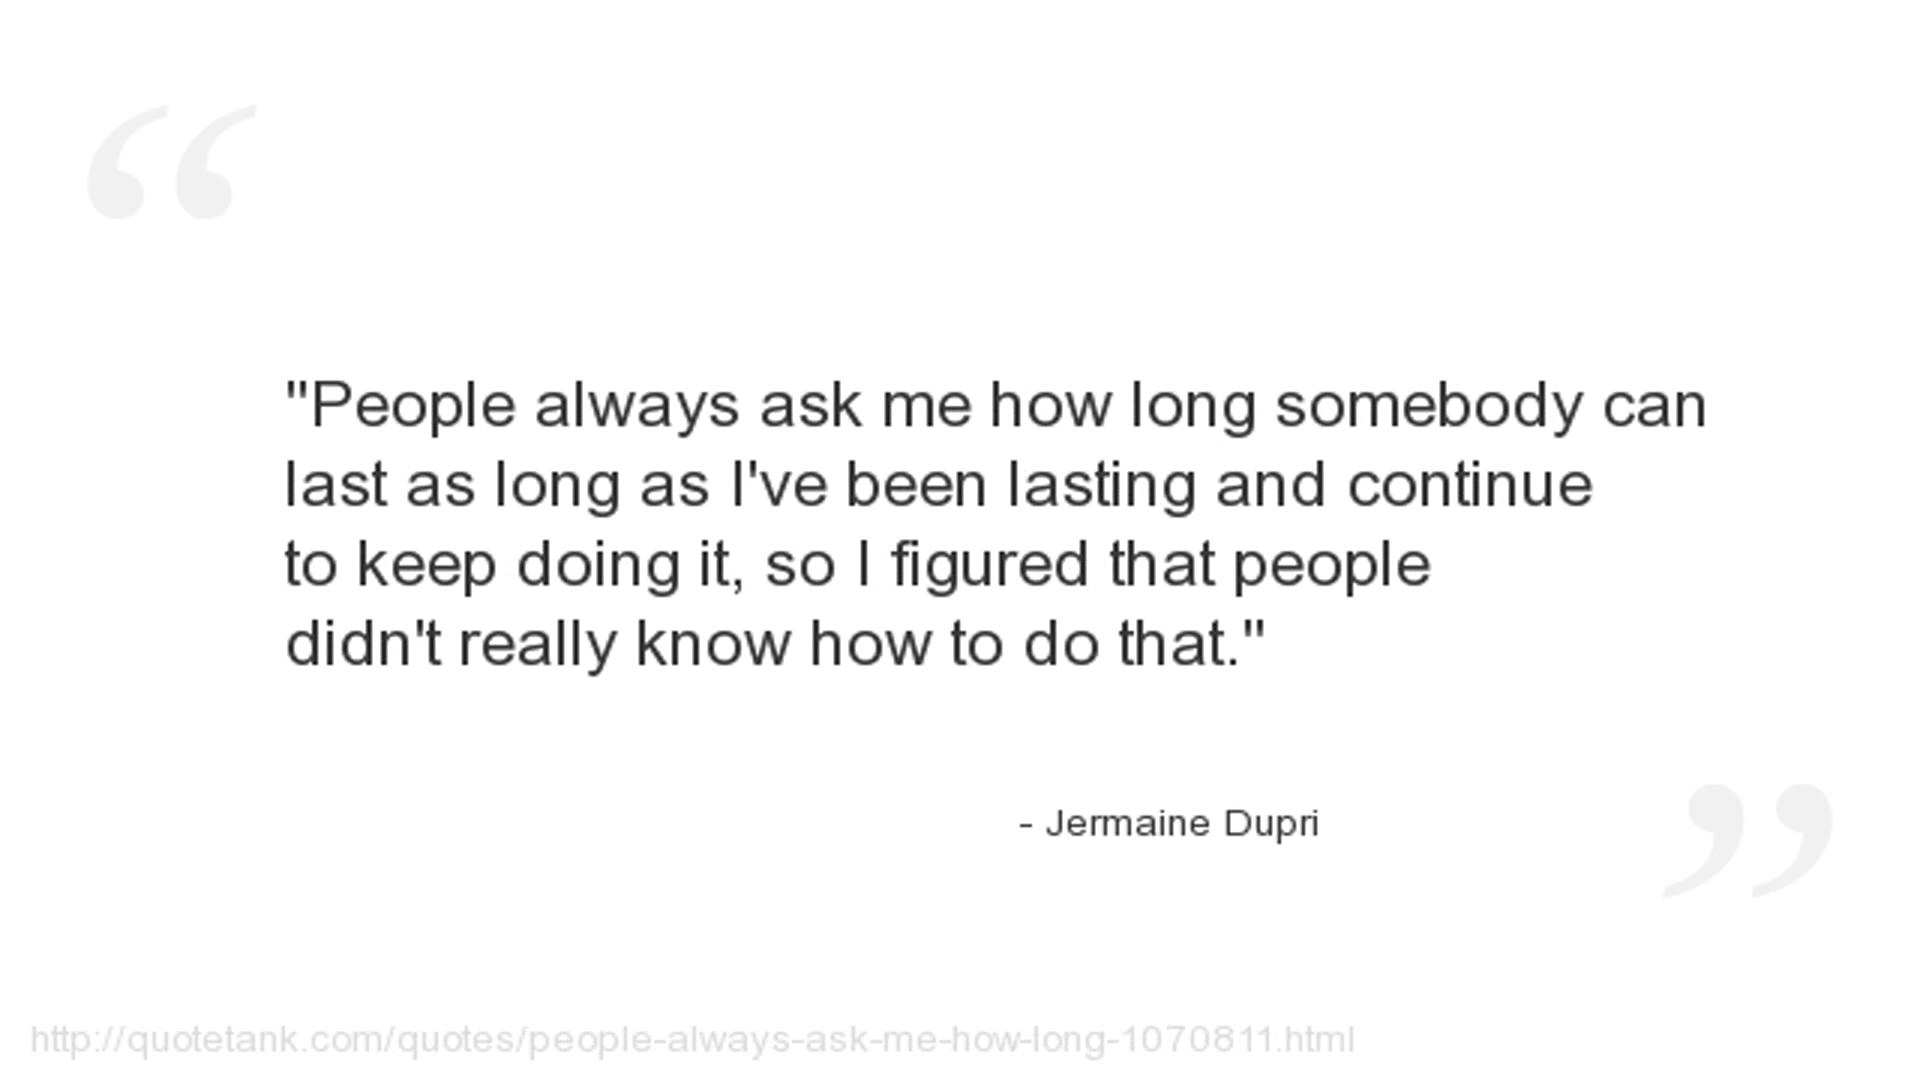 "People always ask me how long somebody can
last as long as I've been lasting and continue
to keep doing it, so I figured that people
didn't really know how to do that."
- Jermaine Dupri
http://quotetank.com/quotes/people-always-ask-me-how-long-1070811.html